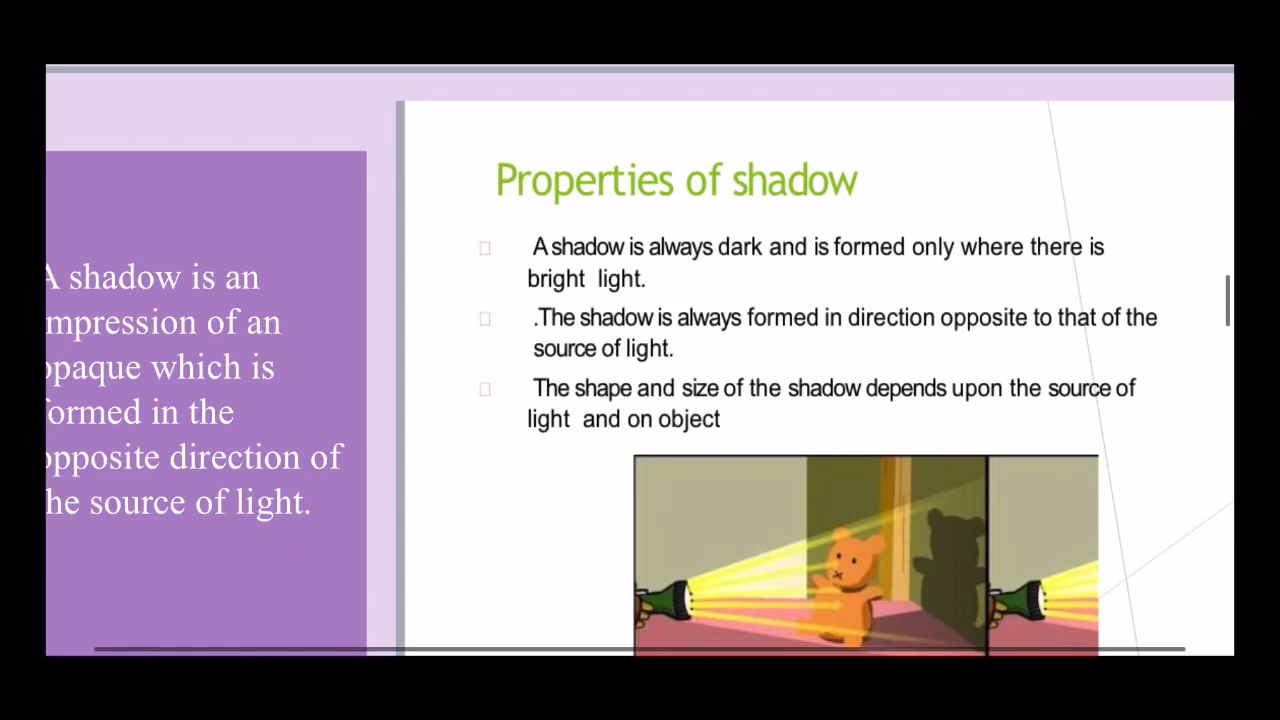 A shadow is an
mpression of an
opaque which is
formed in the
opposite direction of
he source of light.
Properties of shadow
A shadow is always dark and is formed only where there is
bright light.
.The shadow is always formed in direction opposite to that of the
source of light.
The shape and size of the shadow depends upon the source of
light and on object